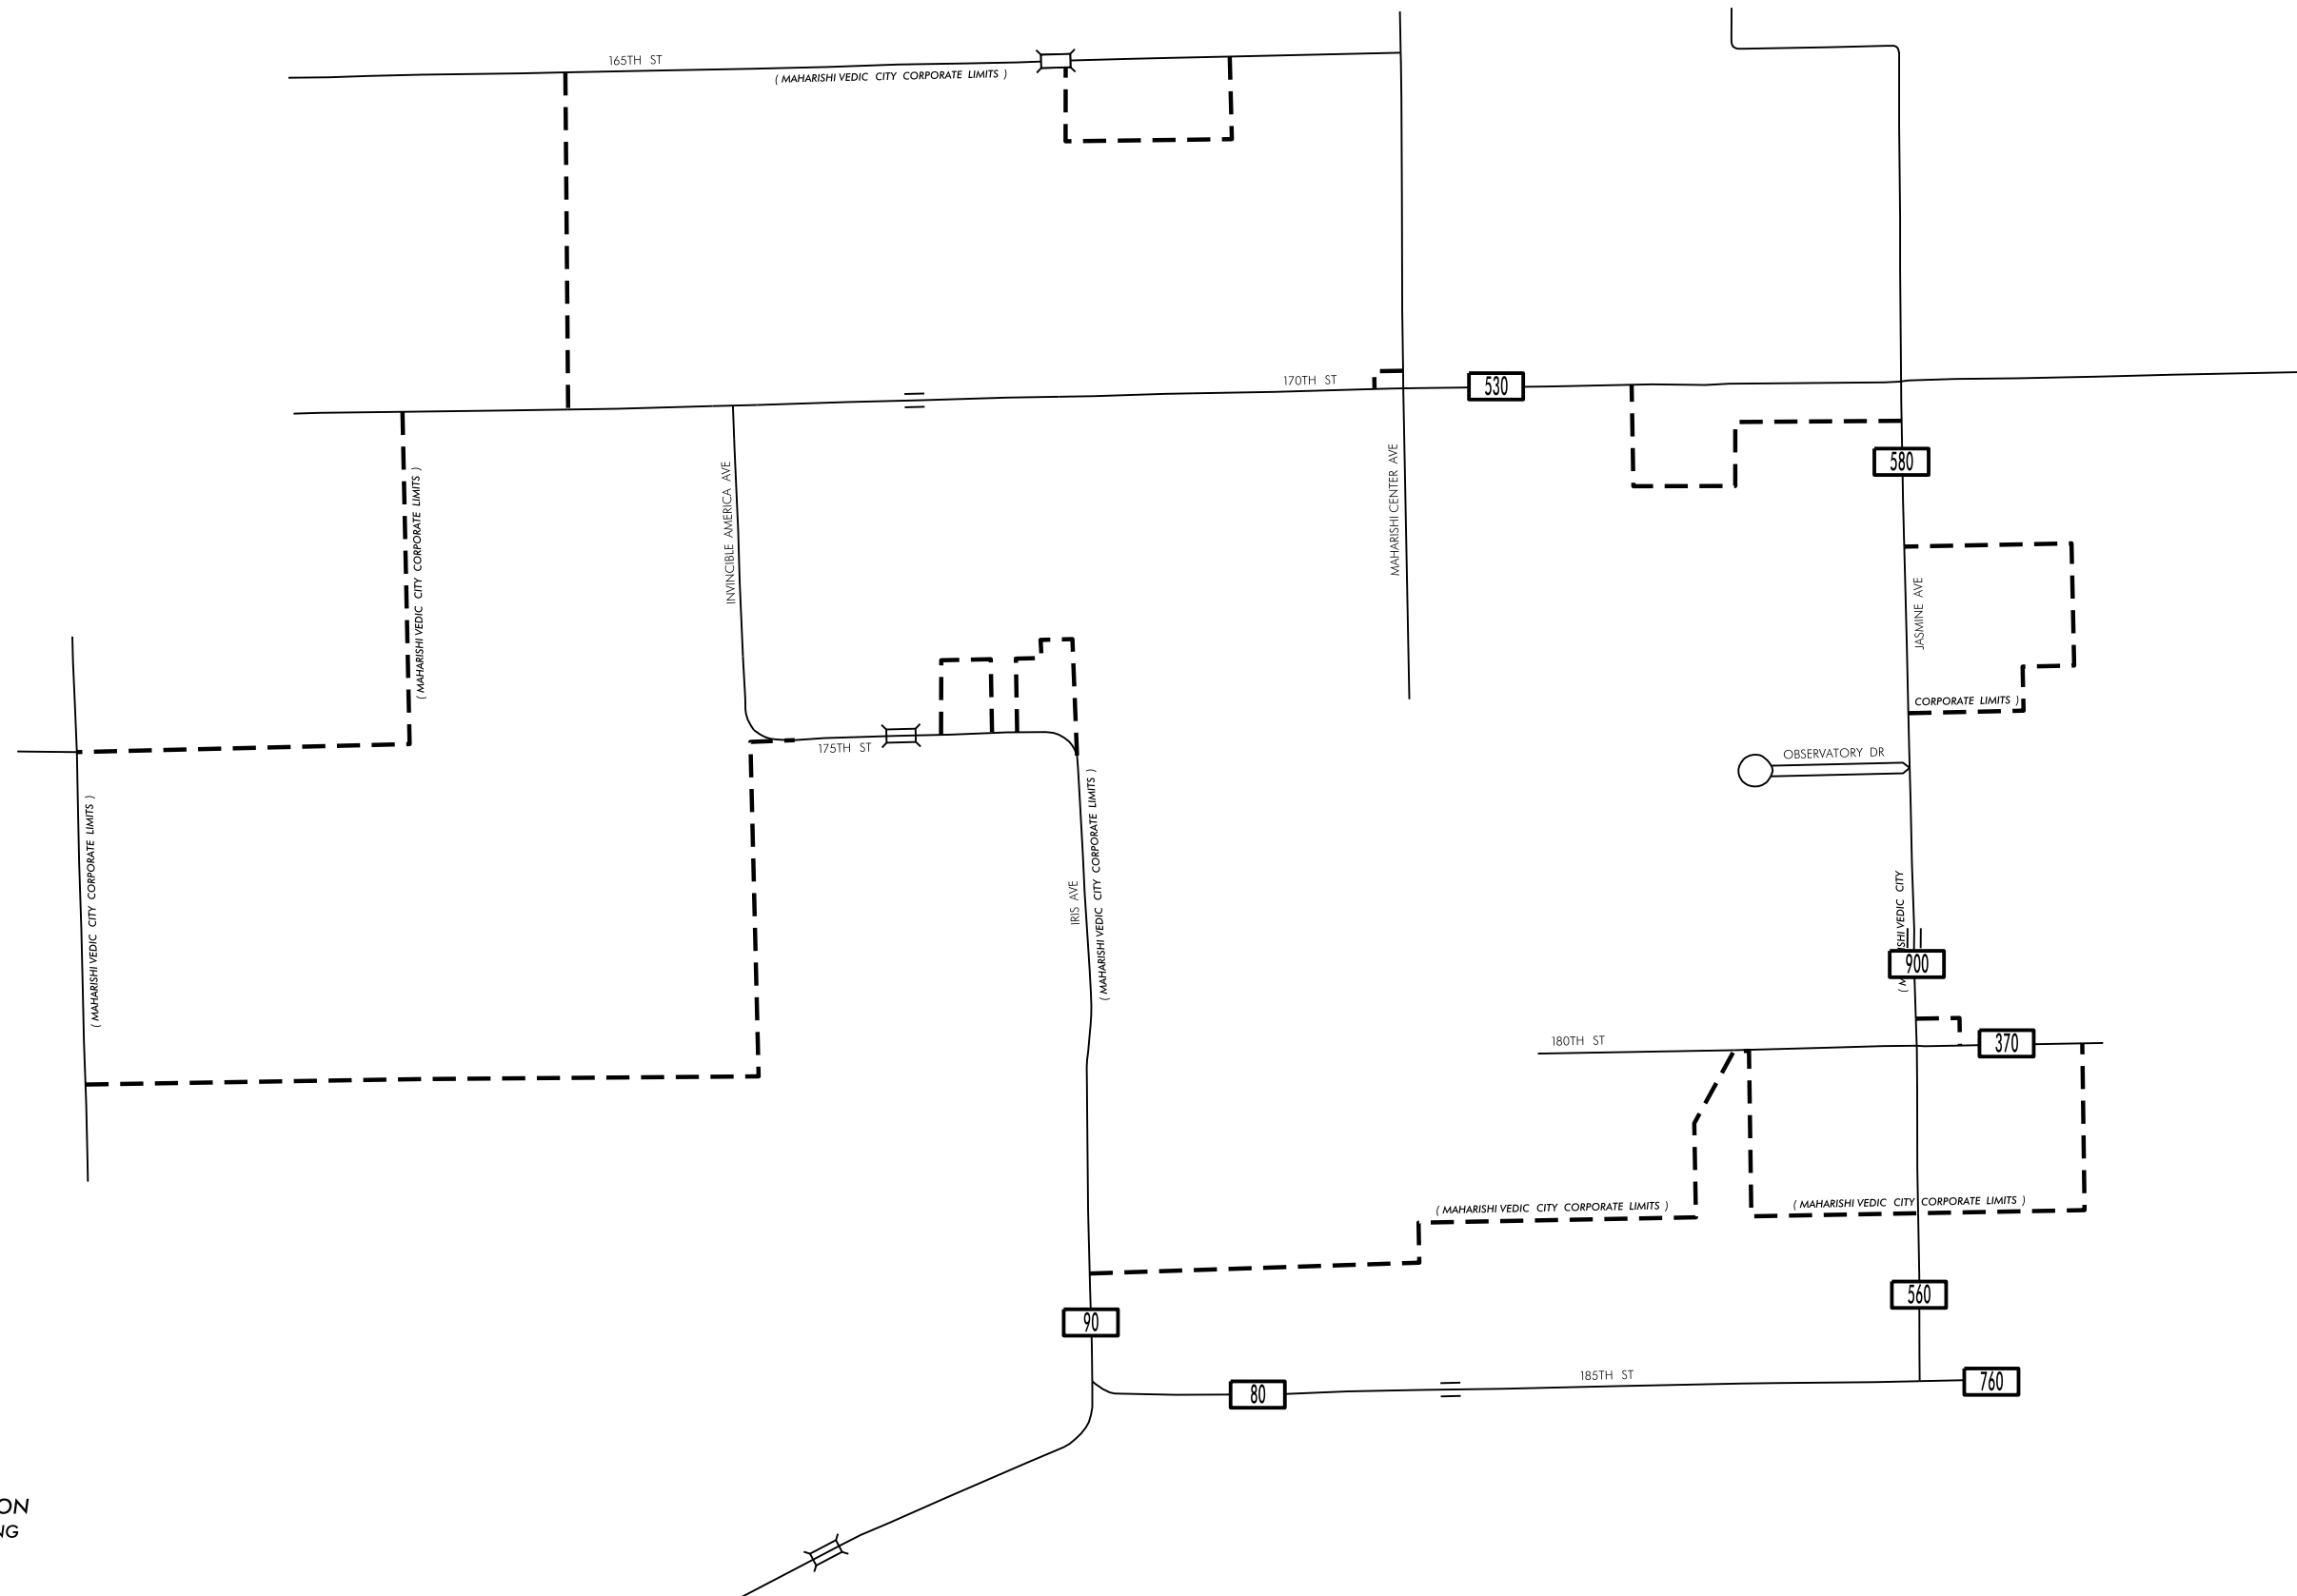 165TH ST
( MAHARISHI VEDIC CITY CORPORATE LIMITS )
170TH ST
530
580
INVINCIBLE AMERICA AVE
( MAHARISHI VEDIC CITY CORPORATE LIMITS )
MAHARISHI CENTER AVE
JASMINE AVE
CORPORATE LIMITS )
175TH ST
OBSERVATORY DR
( MAHARISHI VEDIC CITY CORPORATE LIMITS )
IRIS AVE
( MAHARISHI VEDIC CITY CORPORATE LIMITS )
VEDIC CITY
900
180TH ST
370
( MAHARISHI VEDIC CITY CORPORATE LIMITS )
( MAHARISHI VEDIC CITY CORPORATE LIMITS )
560
90
185TH ST
760
80
ON
NG